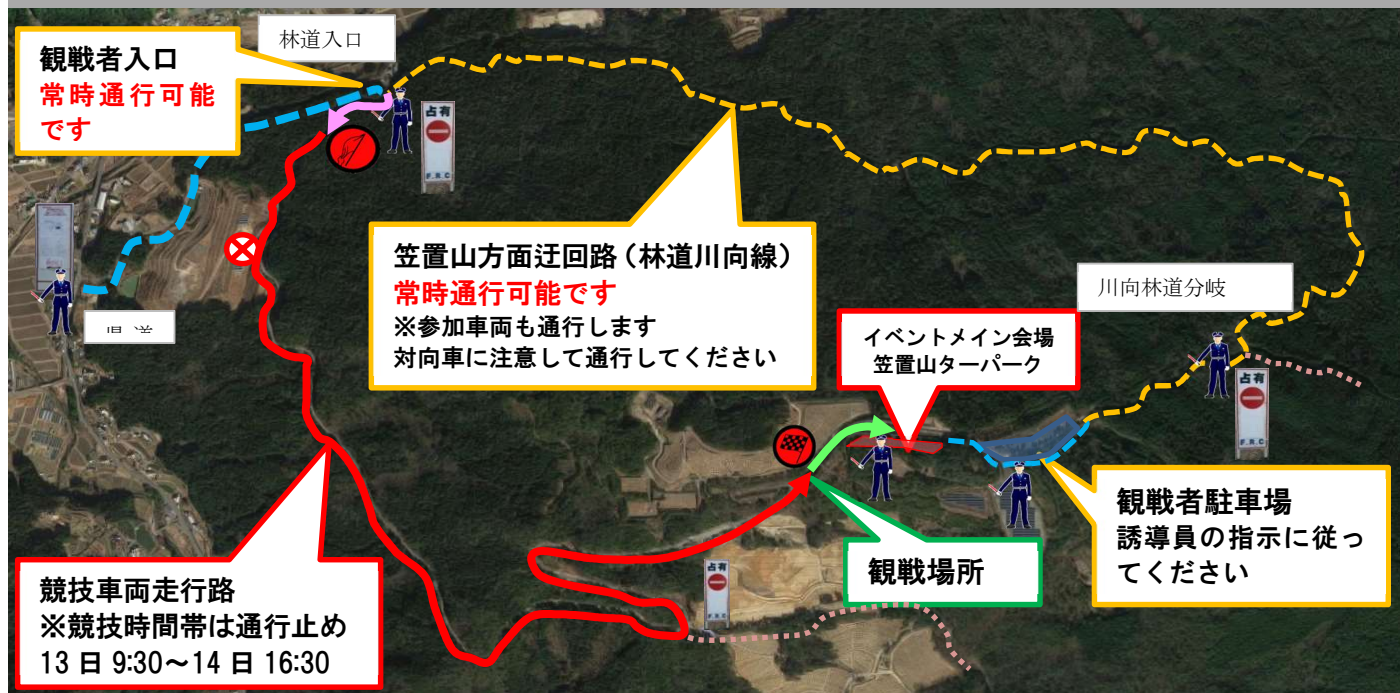 観戦者入口
常時通行可能
です
林道入口
占有
F.R.C
笠置山方面迂回路（林道川向線）
常時通行可能です
※参加車両も通行します
対向車に注意して通行してください
川向林道分岐
イベントメイン会場
笠置山ターパーク
占有
F.R.C
観戦者駐車場
誘導員の指示に従っ
てください
観戦場所
占有
F.R.C
競技車両走行路
※競技時間帯は通行止め
13日 9:30～14日 16:30